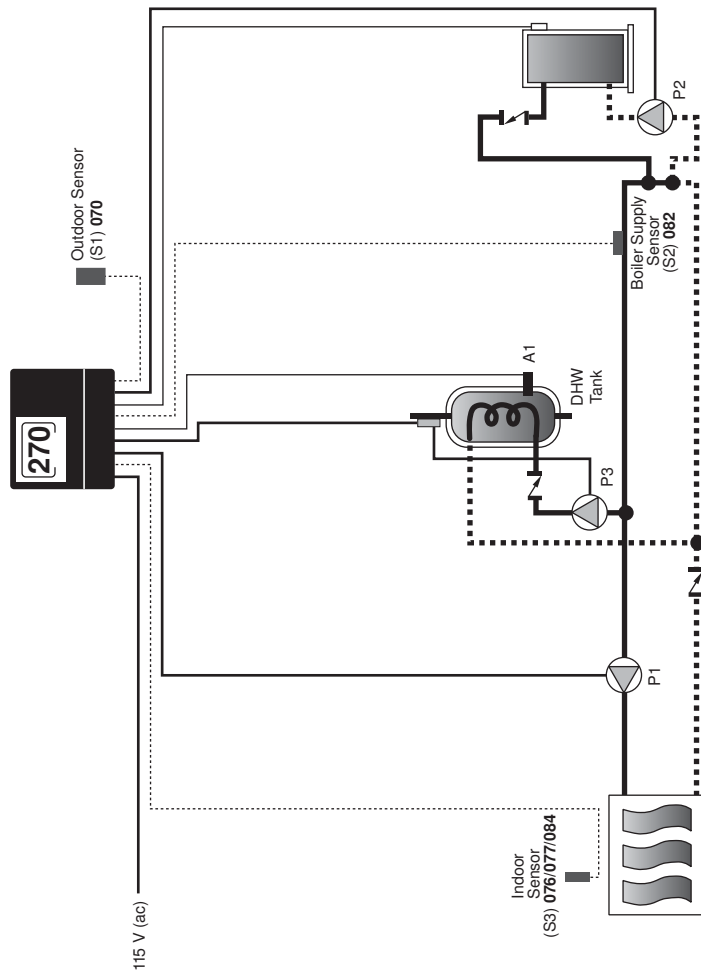 115 V (ac)
270
Outdoor Sensor
(S1) 070
Indoor
Sensor
(S3) 076/077/084
P1
P3
DHW
Tank
A1
Boiler Supply
Sensor
(S2) 082
P2